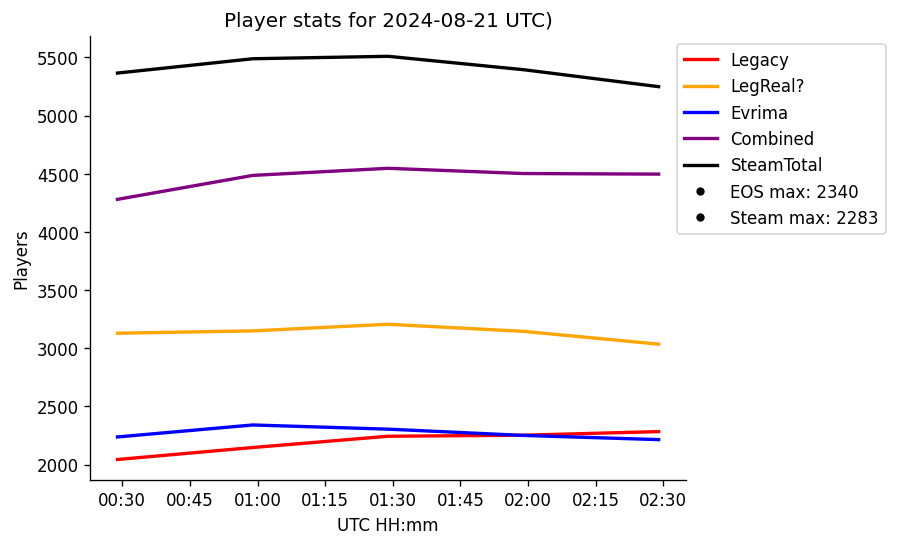 Player stats for 2024-08-21 UTC)
Players
5500
5000
4500
4000
3500
3000
2500
2000
00:30 00:45 01:00 01:15 01:30 01:45 02:00 02:15 02:30
UTC HH:mm
Legacy
LegReal?
Evrima
Combined
SteamTotal
EOS max: 2340
Steam max: 2283